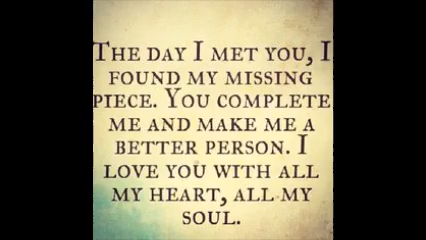 The day I met you, I
found my missing
piece. You complete
me and make me a
better person. I
love you with all
my heart, all my
soul.